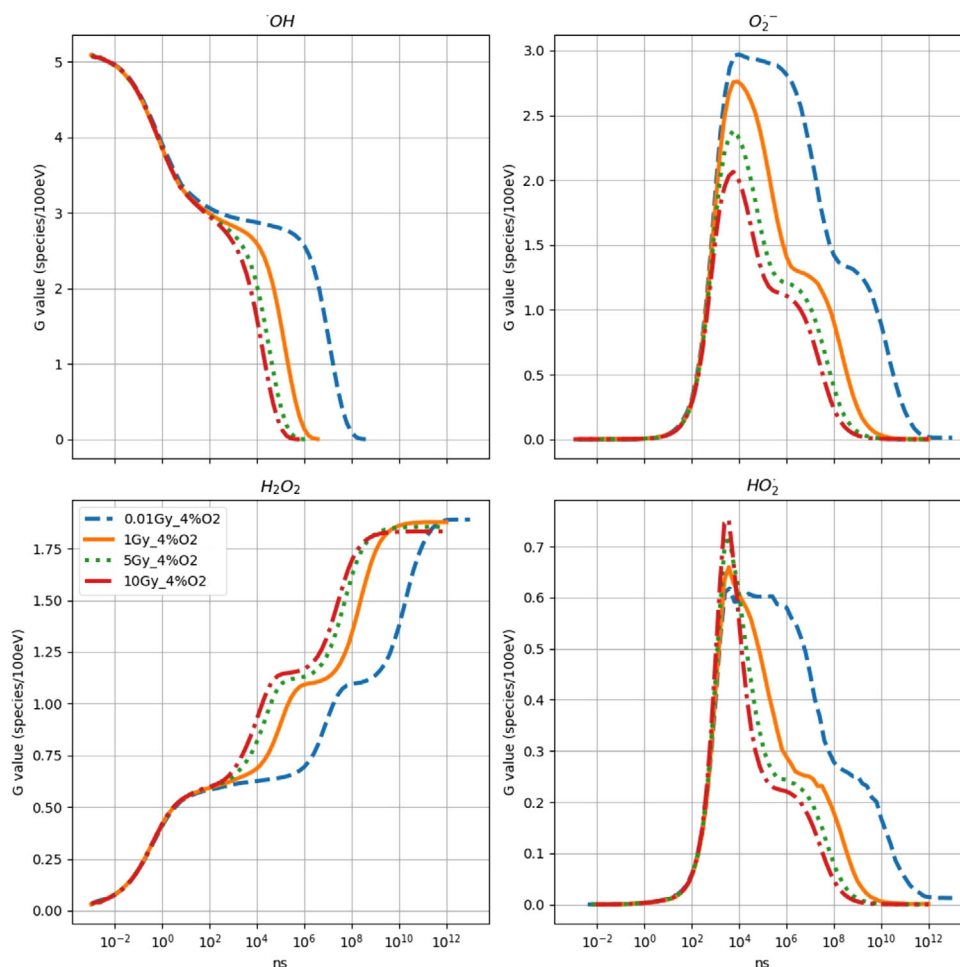 ˙OH
O₂˙⁻
G value (species/100eV)
5
4
3
2
1
0
G value (species/100eV)
3.0
2.5
2.0
1.5
1.0
0.5
0.0
H₂O₂
HO₂˙
G value (species/100eV)
1.75
1.50
1.25
1.00
0.75
0.50
0.25
0.00
0.01Gy_4%O2
1Gy_4%O2
5Gy_4%O2
10Gy_4%O2
10⁻² 10⁰ 10² 10⁴ 10⁶ 10⁸ 10¹⁰ 10¹²
ns
G value (species/100eV)
0.7
0.6
0.5
0.4
0.3
0.2
0.1
0.0
10⁻² 10⁰ 10² 10⁴ 10⁶ 10⁸ 10¹⁰ 10¹²
ns